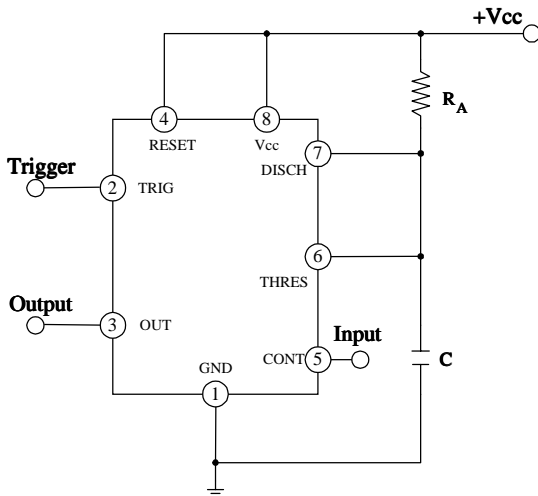 +Vcc
R_A
4
8
RESET
Vcc
7
DISCH
Trigger
2
TRIG
6
THRES
Output
3
OUT
Input
GND
CONT
5
C
1